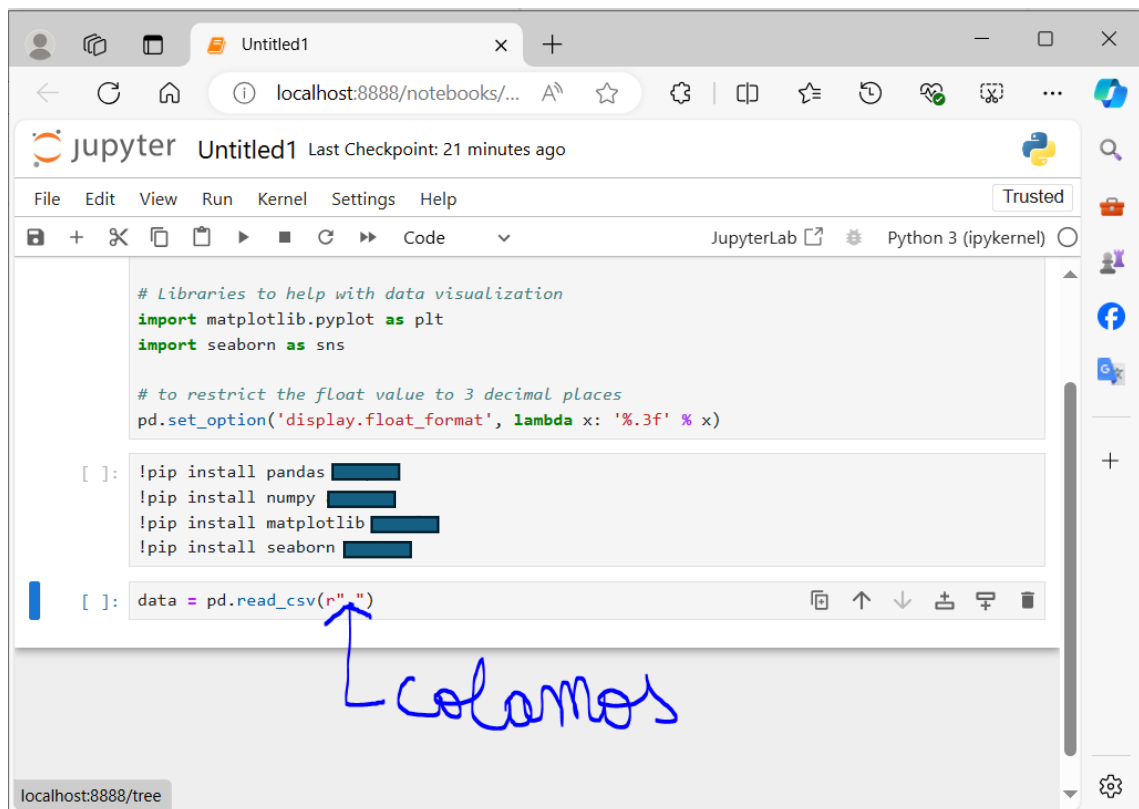 Untitled1
localhost:8888/notebooks/...
jupyter Untitled1 Last Checkpoint: 21 minutes ago
File Edit View Run Kernel Settings Help
Trusted
Code
JupyterLab
Python 3 (ipykernel)
# Libraries to help with data visualization
import matplotlib.pyplot as plt
import seaborn as sns
# to restrict the float value to 3 decimal places
pd.set_option('display.float_format', lambda x: '%.3f' % x)
[ ]: !pip install pandas
!pip install numpy
!pip install matplotlib
!pip install seaborn
[ ]: data = pd.read_csv(r" ")
colamos
localhost:8888/tree